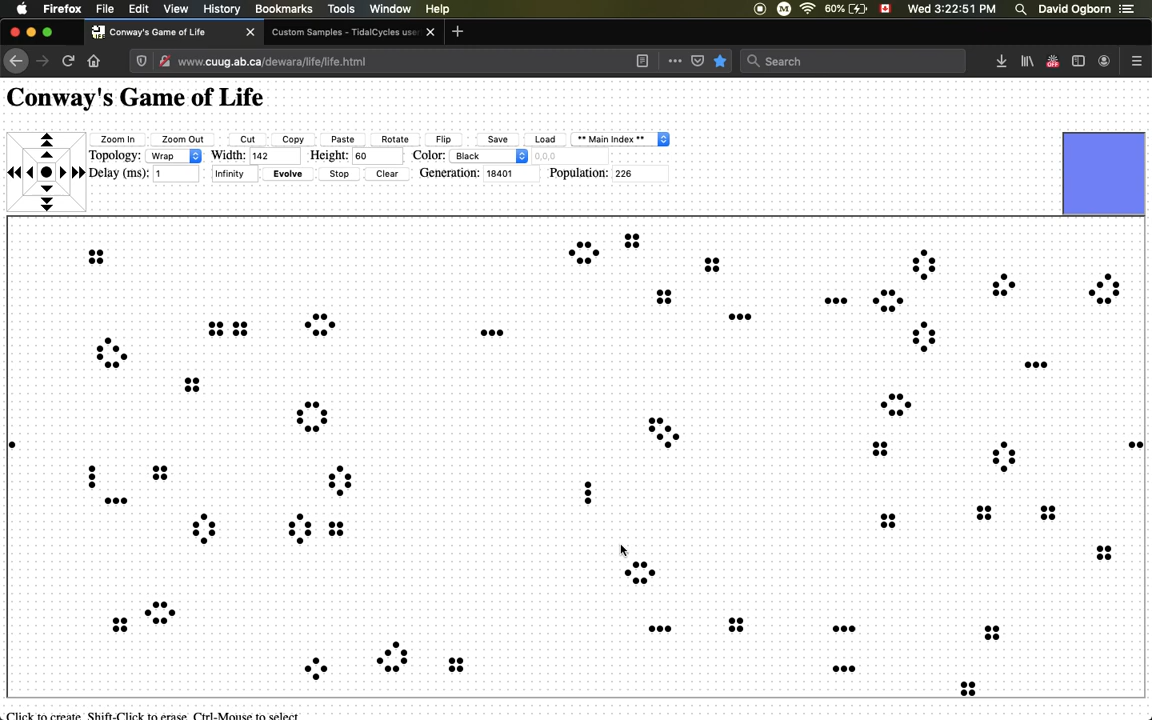 Firefox File Edit View History Bookmarks Tools Window Help 60% Wed 3:22:51 PM David Ogborn
Conway's Game of Life Custom Samples - TidalCycles use
www.cuug.ab.ca/dewara/life/life.html Search
Conway's Game of Life
Zoom In Zoom Out Cut Copy Paste Rotate Flip Save Load ** Main Index **
Topology: Wrap Width: 142 Height: 60 Color: Black 0,0,0
Delay (ms): 1 Infinity Evolve Stop Clear Generation: 18401 Population: 226
Click to create, Shift-Click to erase, Ctrl-Mouse to select